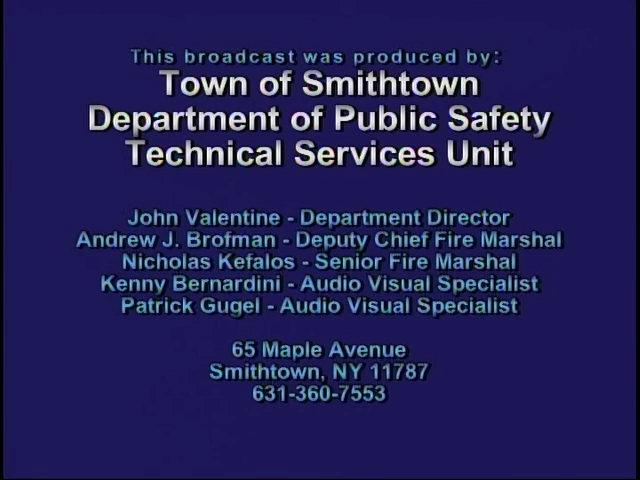 This broadcast was produced by:
Town of Smithtown
Department of Public Safety
Technical Services Unit
John Valentine - Department Director
Andrew J. Brofman - Deputy Chief Fire Marshal
Nicholas Kefalos - Senior Fire Marshal
Kenny Bernardini - Audio Visual Specialist
Patrick Gugel - Audio Visual Specialist
65 Maple Avenue
Smithtown, NY 11787
631-360-7553